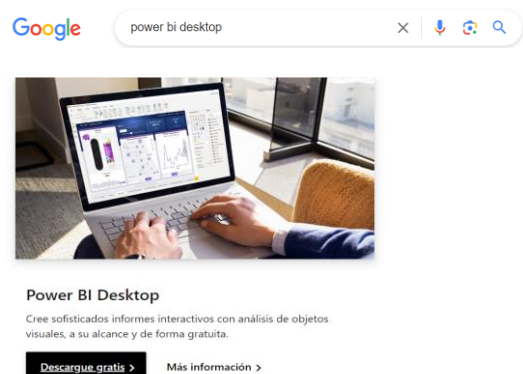 Google
power bi desktop
Power BI Desktop
Cree sofisticados informes interactivos con análisis de objetos
visuales, a su alcance y de forma gratuita.
Descargue gratis >
Más información >